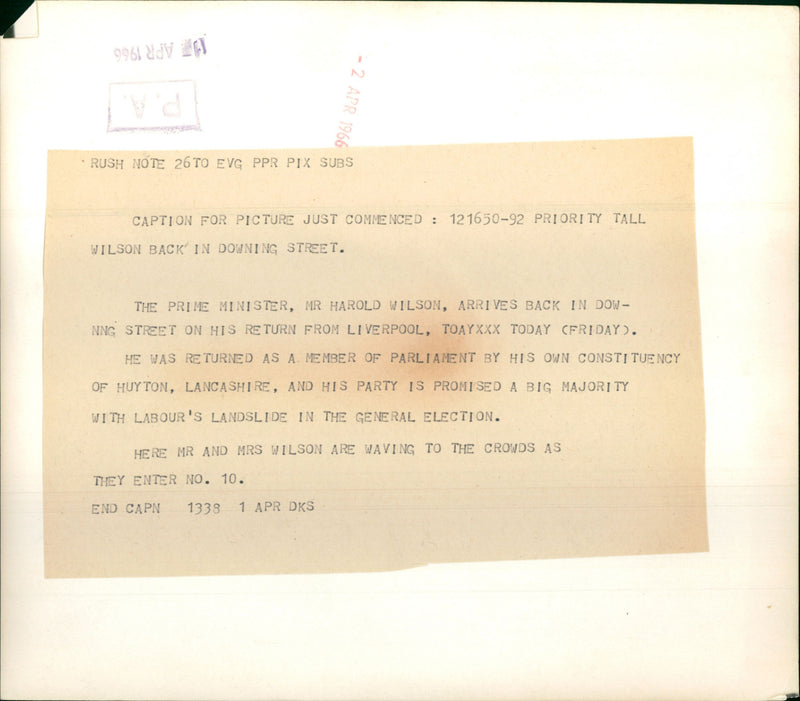 1 APR 1966
P.A.
- 2 APR 1966
RUSH NOTE 26TO EVG PPR PIX SUBS
CAPTION FOR PICTURE JUST COMMENCED : 121650-92 PRIORITY TALL
WILSON BACK IN DOWNING STREET.
THE PRIME MINISTER, MR HAROLD WILSON, ARRIVES BACK IN DOW-
NNG STREET ON HIS RETURN FROM LIVERPOOL, TOAYXXX TODAY (FRIDAY).
HE WAS RETURNED AS A MEMBER OF PARLIAMENT BY HIS OWN CONSTITUENCY
OF HUYTON, LANCASHIRE, AND HIS PARTY IS PROMISED A BIG MAJORITY
WITH LABOUR'S LANDSLIDE IN THE GENERAL ELECTION.
HERE MR AND MRS WILSON ARE WAVING TO THE CROWDS AS
THEY ENTER NO. 10.
END CAPN 1338 1 APR DKS